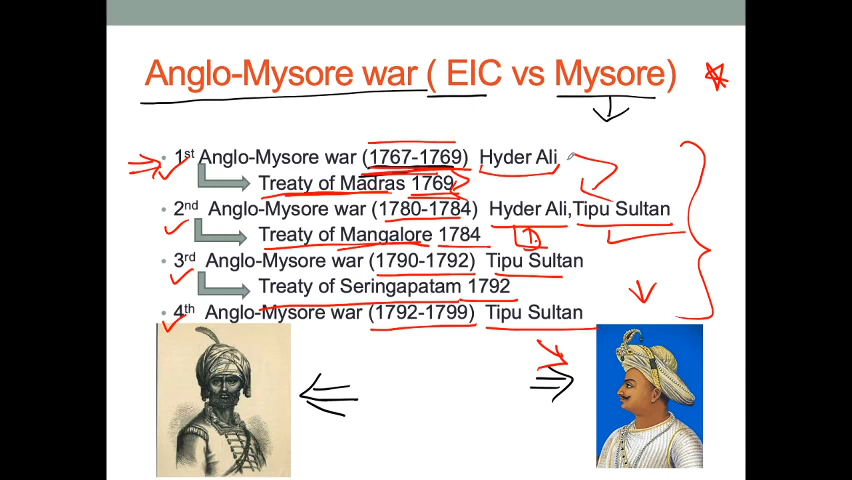 Anglo-Mysore war ( EIC vs Mysore)
• 1st Anglo-Mysore war (1767-1769) Hyder Ali
Treaty of Madras 1769
• 2nd Anglo-Mysore war (1780-1784) Hyder Ali,Tipu Sultan
Treaty of Mangalore 1784
• 3rd Anglo-Mysore war (1790-1792) Tipu Sultan
Treaty of Seringapatam 1792
• 4th Anglo-Mysore war (1792-1799) Tipu Sultan